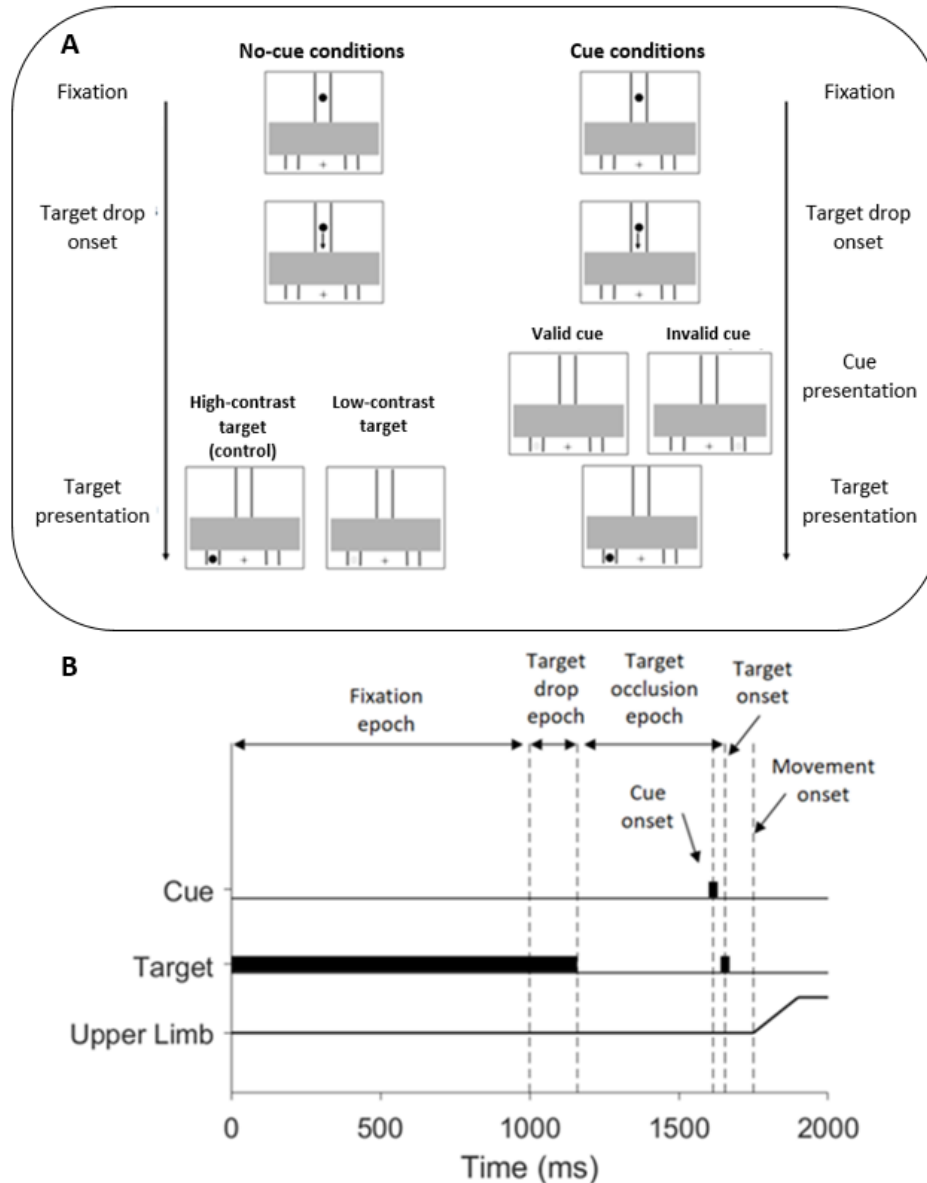 A
No-cue conditions
Cue conditions
Fixation
Fixation
Target drop
onset
Target drop
onset
Valid cue
Invalid cue
Cue
presentation
High-contrast
target
(control)
Low-contrast
target
Target
presentation
Target
presentation
B
Fixation
epoch
Target
drop
epoch
Target
occlusion
epoch
Target
onset
Movement
onset
Cue
onset
Cue
Target
Upper Limb
0
500
1000
1500
2000
Time (ms)